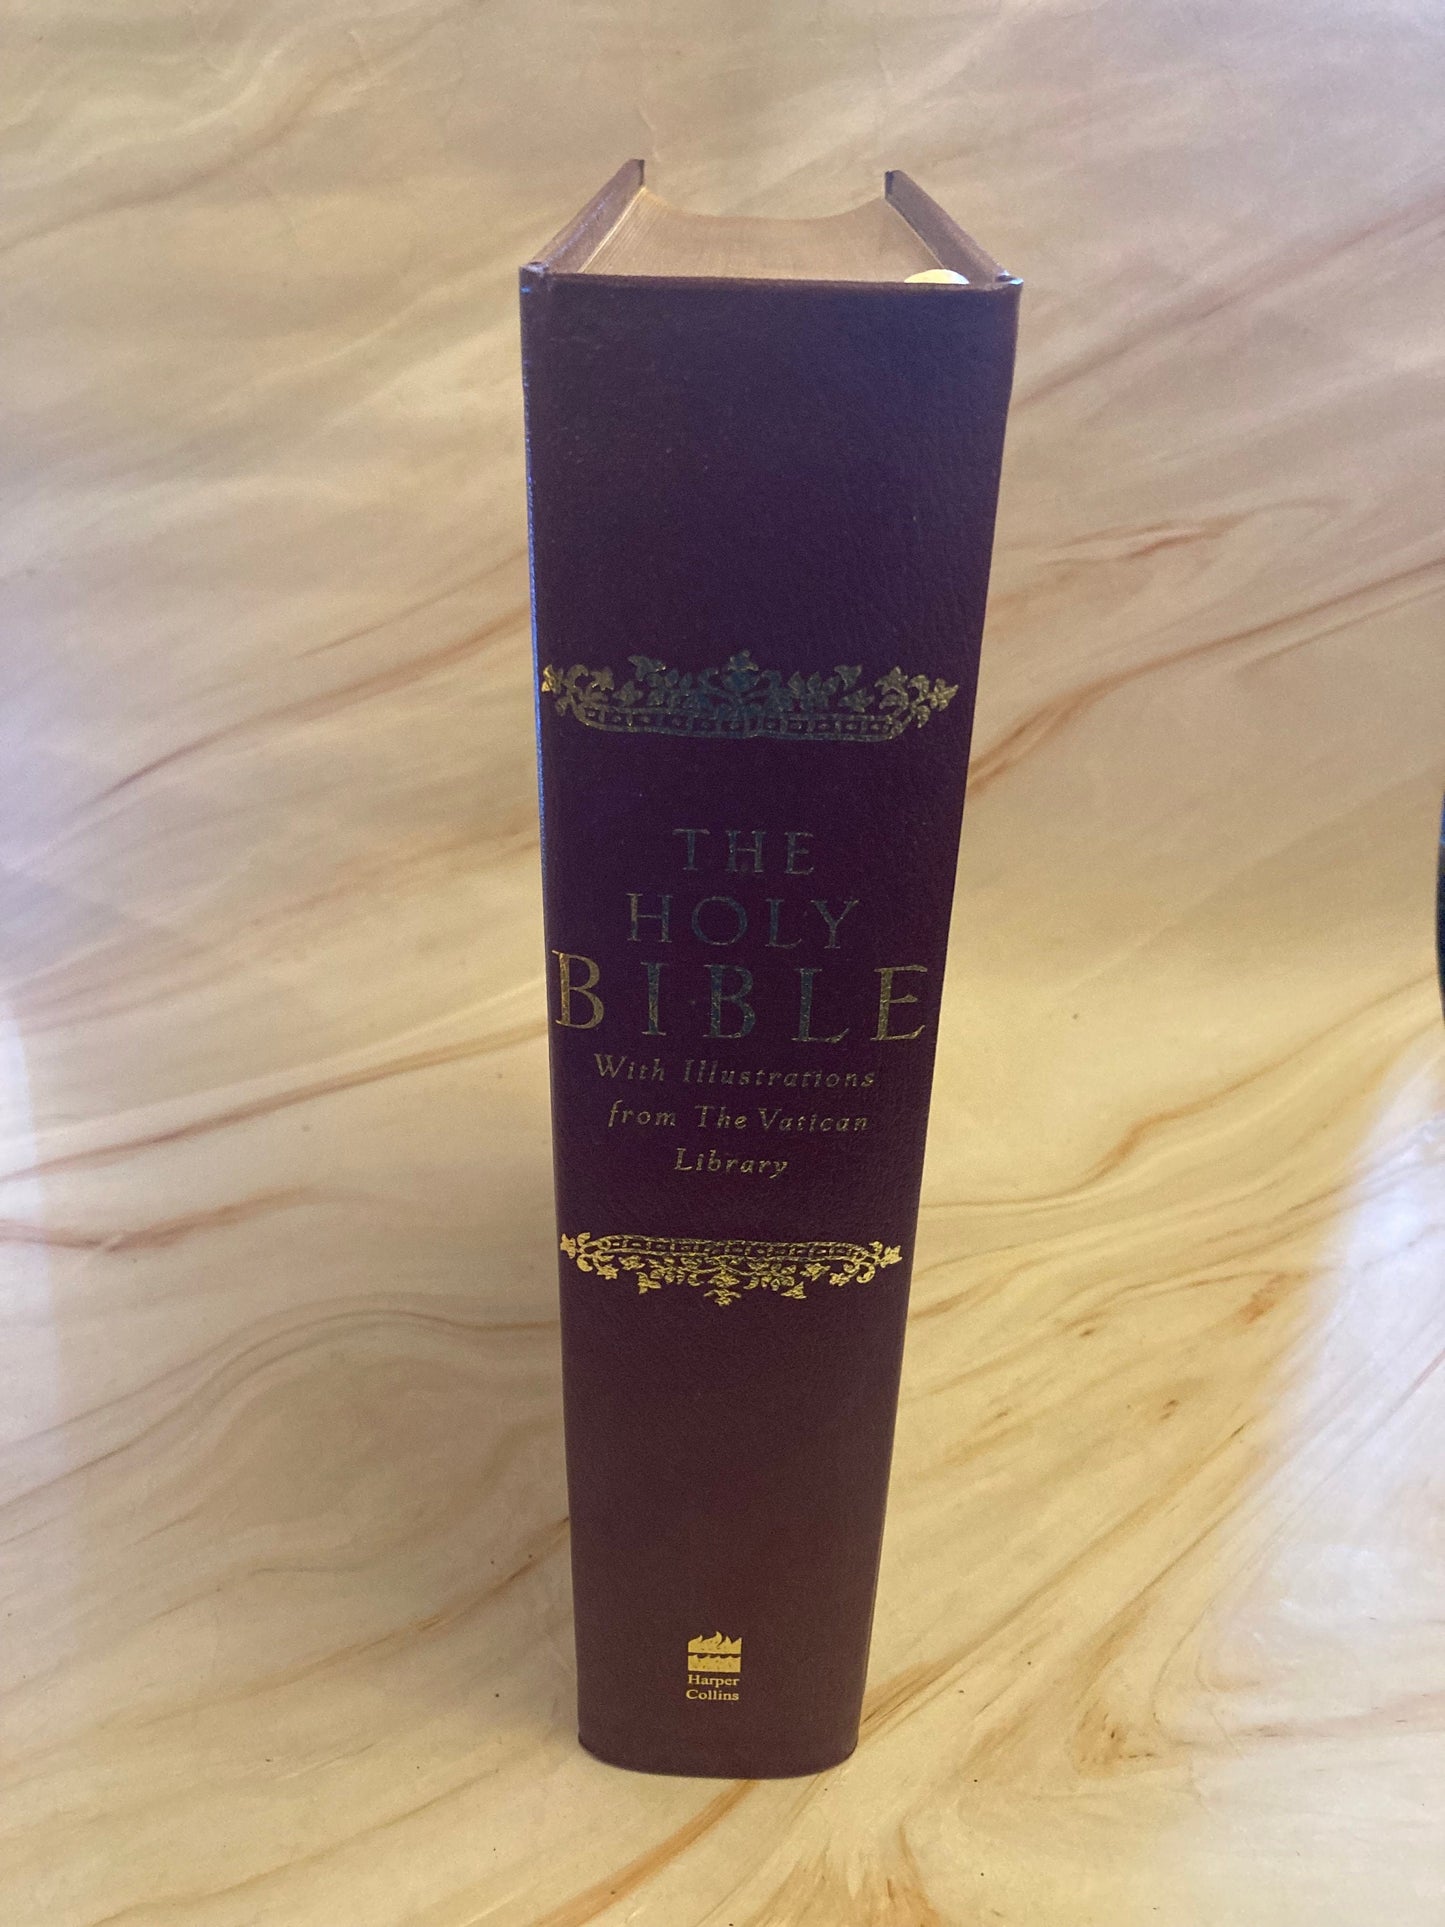 THE
HOLY
BIBLE
With Illustrations
from The Vatican
Library
Harper
Collins